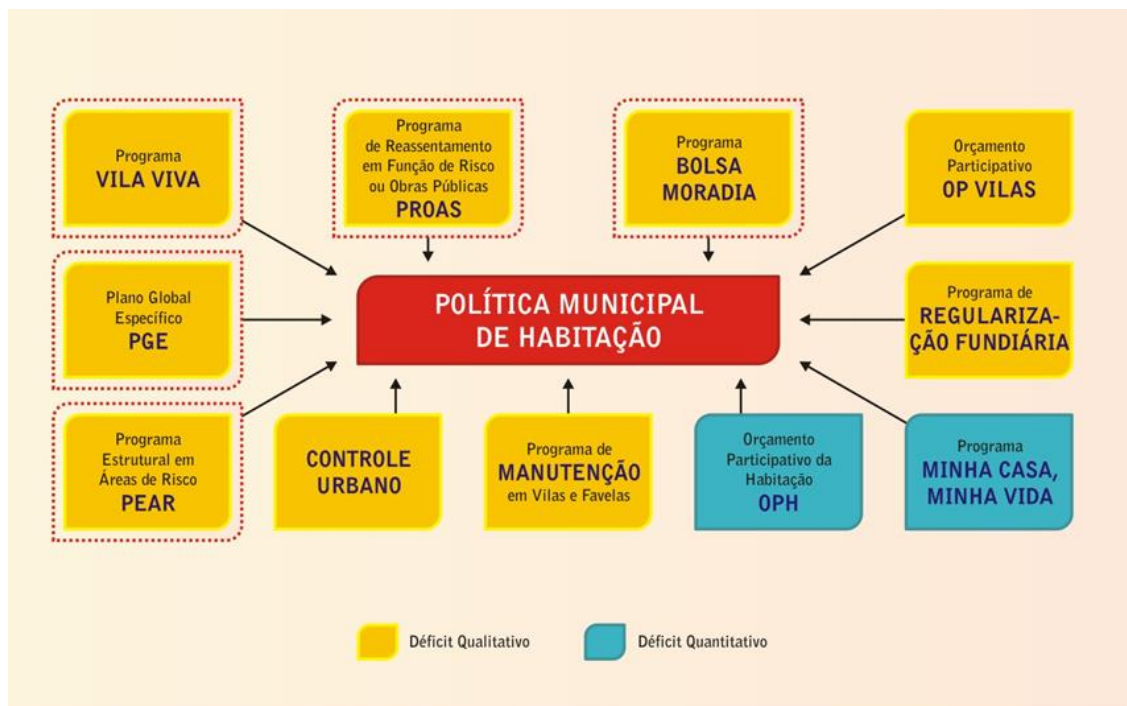 Programa
VILA VIVA
Programa
de Reassentamento
em Função de Risco
ou Obras Públicas
PROAS
Programa
BOLSA
MORADIA
Orçamento
Participativo
OP VILAS
Plano Global
Específico
PGE
POLÍTICA MUNICIPAL
DE HABITAÇÃO
Programa de
REGULARIZA-
ÇÃO FUNDIÁRIA
Programa
Estrutural em
Áreas de Risco
PEAR
CONTROLE
URBANO
Programa de
MANUTENÇÃO
em Vilas e Favelas
Orçamento
Participativo da
Habitação
OPH
Programa
MINHA CASA,
MINHA VIDA
Déficit Qualitativo
Déficit Quantitativo